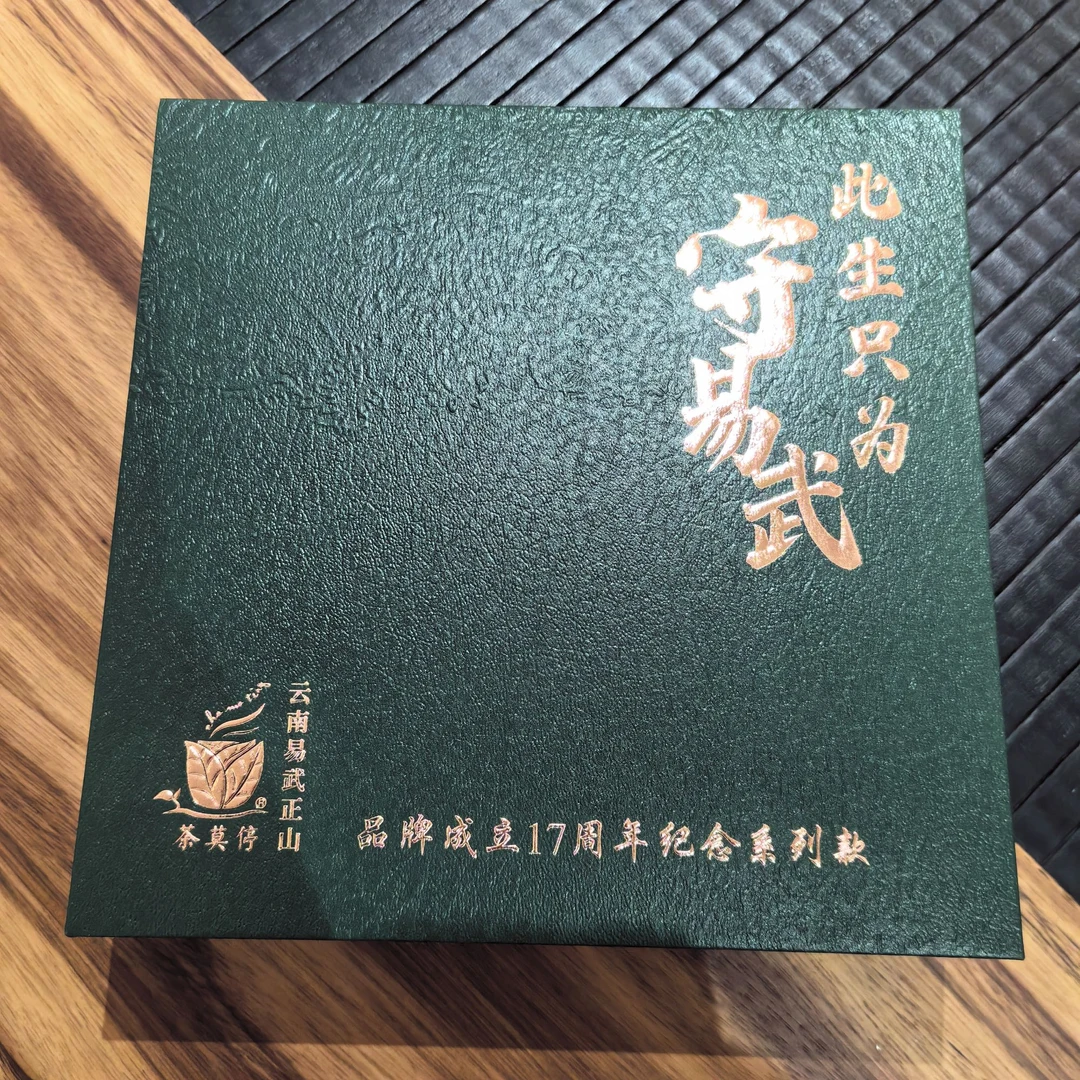 此生只为
守易武
云南易武正山
茶莫停
品牌成立17周年纪念系列款